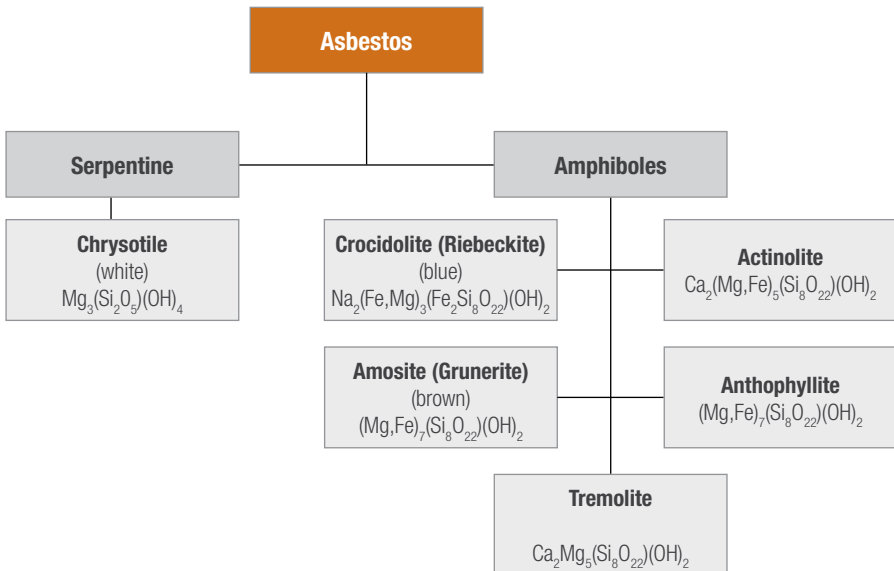 Asbestos
Serpentine
Amphiboles
Chrysotile
(white)
Mg₃(Si₂O₅)(OH)₄
Crocidolite (Riebeckite)
(blue)
Na₂(Fe,Mg)₃(Fe₂Si₈O₂₂)(OH)₂
Actinolite
Ca₂(Mg,Fe)₅(Si₈O₂₂)(OH)₂
Amosite (Grunerite)
(brown)
(Mg,Fe)₇(Si₈O₂₂)(OH)₂
Anthophyllite
(Mg,Fe)₇(Si₈O₂₂)(OH)₂
Tremolite
Ca₂Mg₅(Si₈O₂₂)(OH)₂